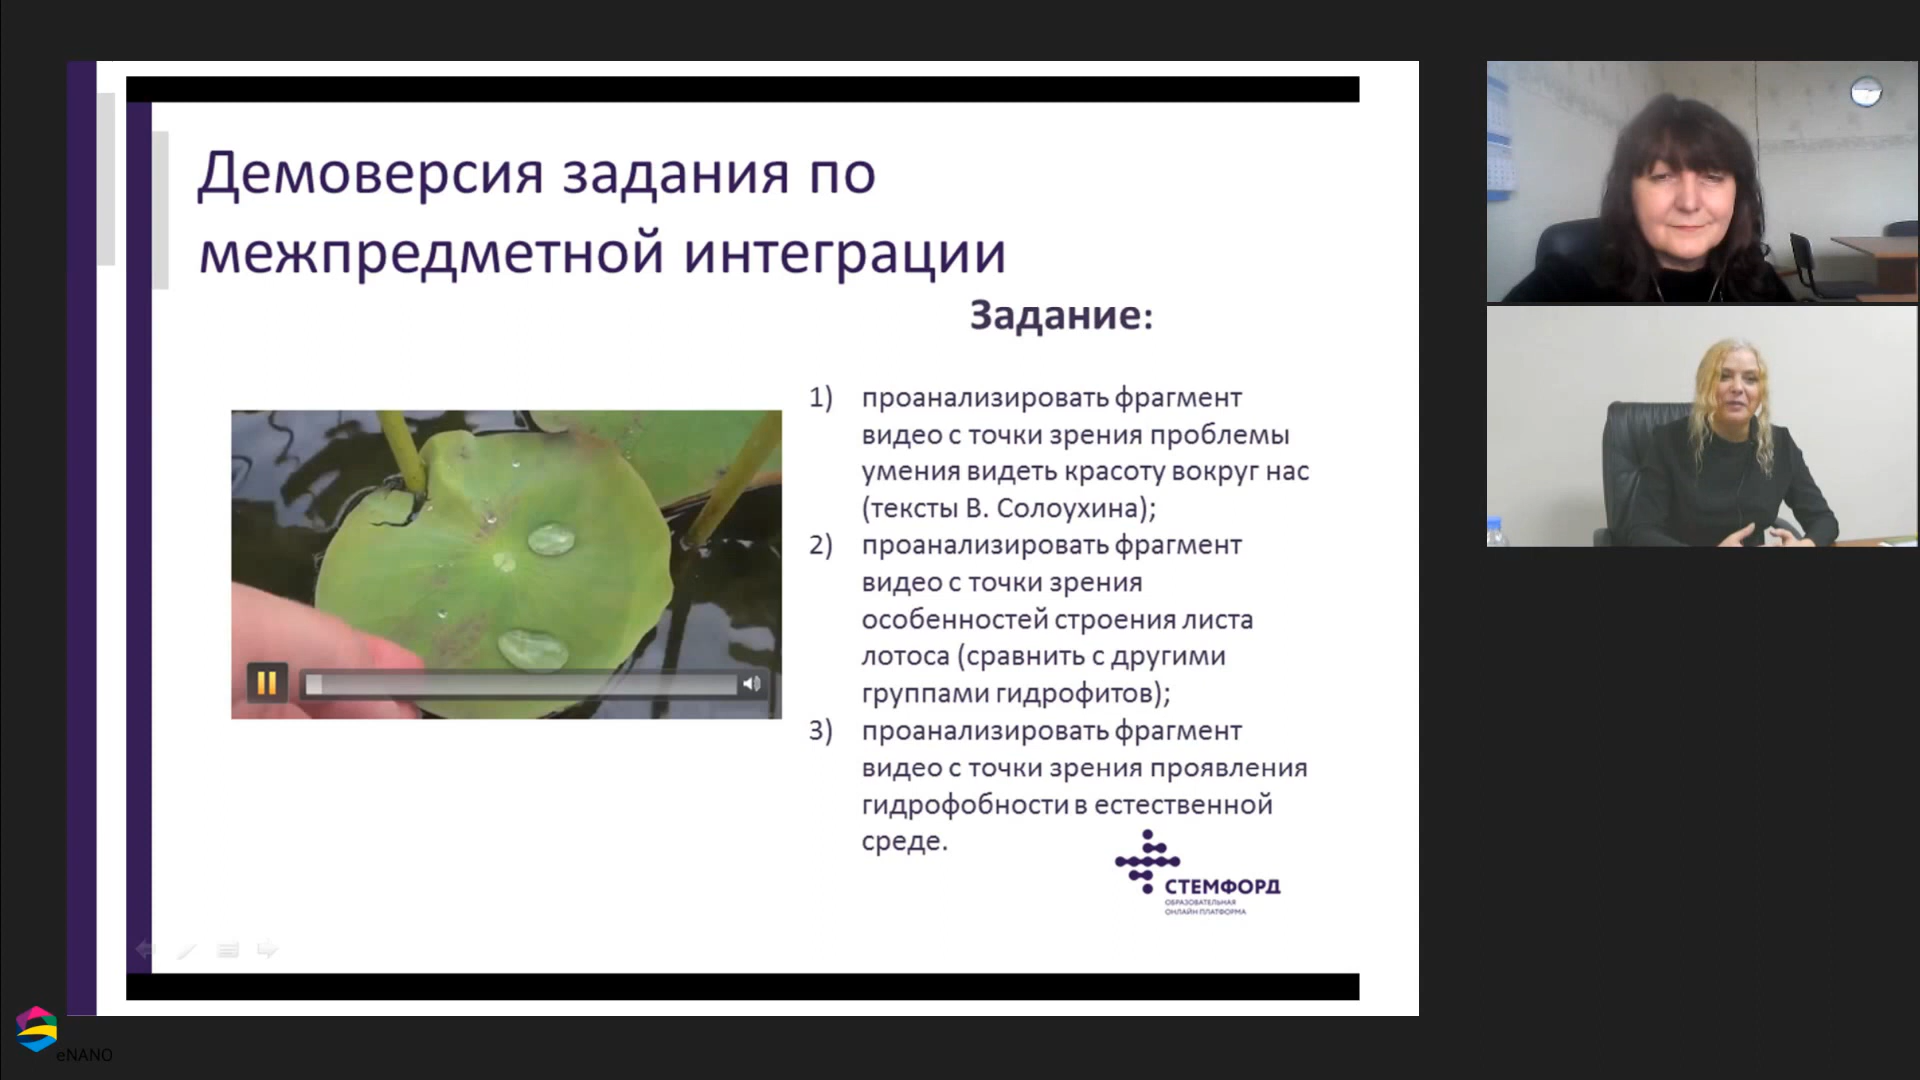 Демоверсия задания по
межпредметной интеграции
Задание:
1) проанализировать фрагмент
видео с точки зрения проблемы
умения видеть красоту вокруг нас
(тексты В. Солоухина);
2) проанализировать фрагмент
видео с точки зрения
особенностей строения листа
лотоса (сравнить с другими
группами гидрофитов);
3) проанализировать фрагмент
видео с точки зрения проявления
гидрофобности в естественной
среде.
СТЕМФОРД
ОБРАЗОВАТЕЛЬНАЯ
ОНЛАЙН ПЛАТФОРМА
eNANO